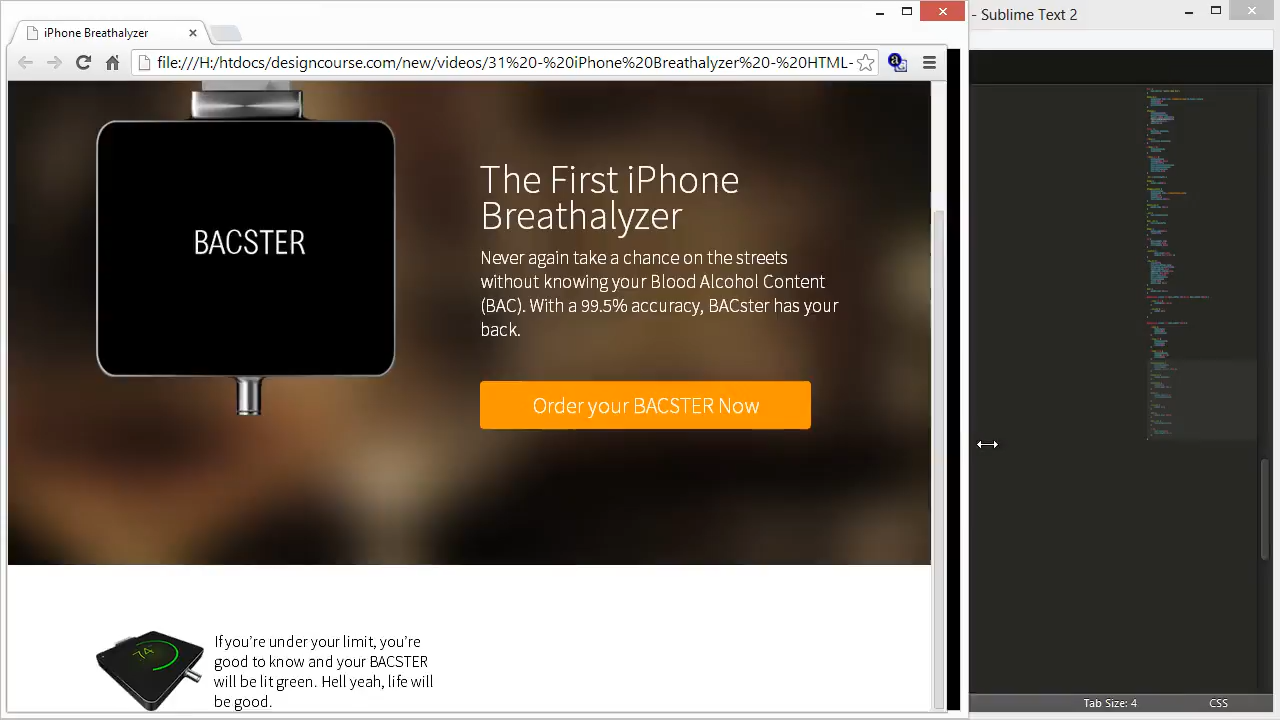 iPhone Breathalyzer
- Sublime Text 2
file:///H:/htdocs/designcourse.com/new/videos/31%20-%20iPhone%20Breathalyzer%20-%20HTML-
BACSTER
The First iPhone
Breathalyzer
Never again take a chance on the streets
without knowing your Blood Alcohol Content
(BAC). With a 99.5% accuracy, BACster has your
back.
Order your BACSTER Now
74
If you're under your limit, you're
good to know and your BACSTER
will be lit green. Hell yeah, life will
be good!
Tab Size: 4
CSS